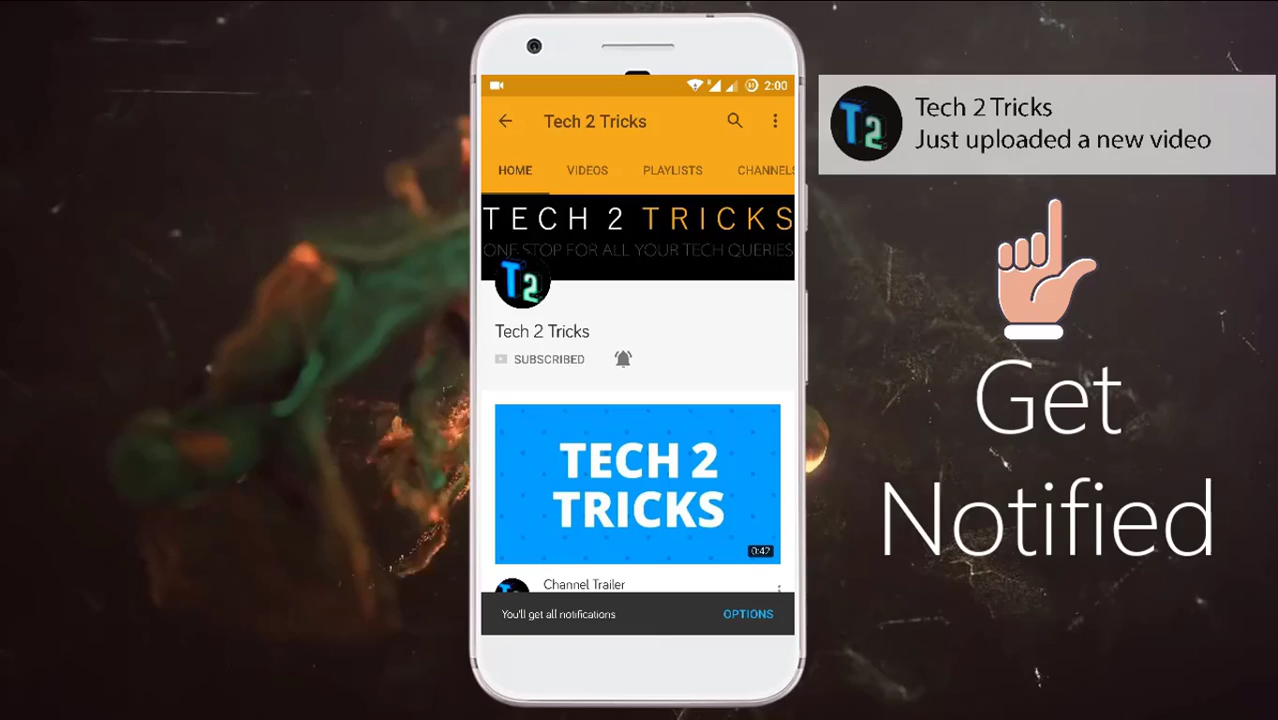 2:00
Tech 2 Tricks
HOME VIDEOS PLAYLISTS CHANNELS
TECH 2 TRICKS
ONE STOP FOR ALL YOUR TECH QUERIES
T2
Tech 2 Tricks
SUBSCRIBED
TECH 2
TRICKS
0:42
Channel Trailer
You'll get all notifications OPTIONS
T2
Tech 2 Tricks
Just uploaded a new video
Get
Notified